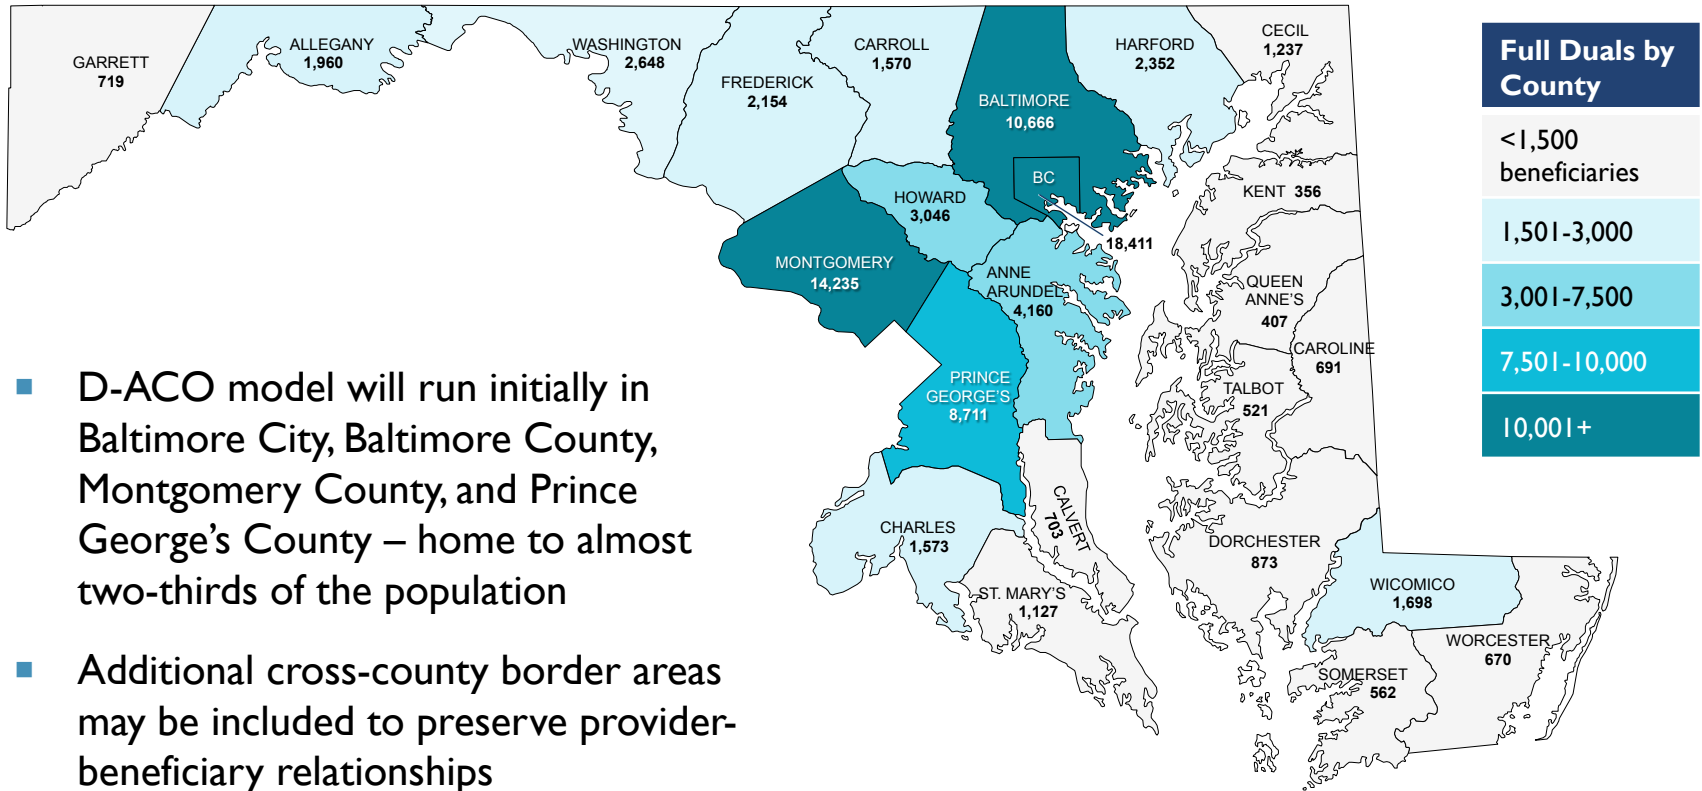 GARRETT
719
ALLEGANY
1,960
WASHINGTON
2,648
FREDERICK
2,154
CARROLL
1,570
BALTIMORE
10,666
BC
18,411
HARFORD
2,352
CECIL
1,237
KENT 356
HOWARD
3,046
MONTGOMERY
14,235
ANNE
ARUNDEL
4,160
QUEEN
ANNE’S
407
CAROLINE
691
TALBOT
521
PRINCE
GEORGE’S
8,711
CALVERT
703
CHARLES
1,573
ST. MARY’S
1,127
DORCHESTER
873
WICOMICO
1,698
WORCESTER
670
SOMERSET
562
Full Duals by
County
<1,500
beneficiaries
1,501-3,000
3,001-7,500
7,501-10,000
10,001+
▪ D-ACO model will run initially in
Baltimore City, Baltimore County,
Montgomery County, and Prince
George’s County – home to almost
two-thirds of the population
▪ Additional cross-county border areas
may be included to preserve provider-
beneficiary relationships